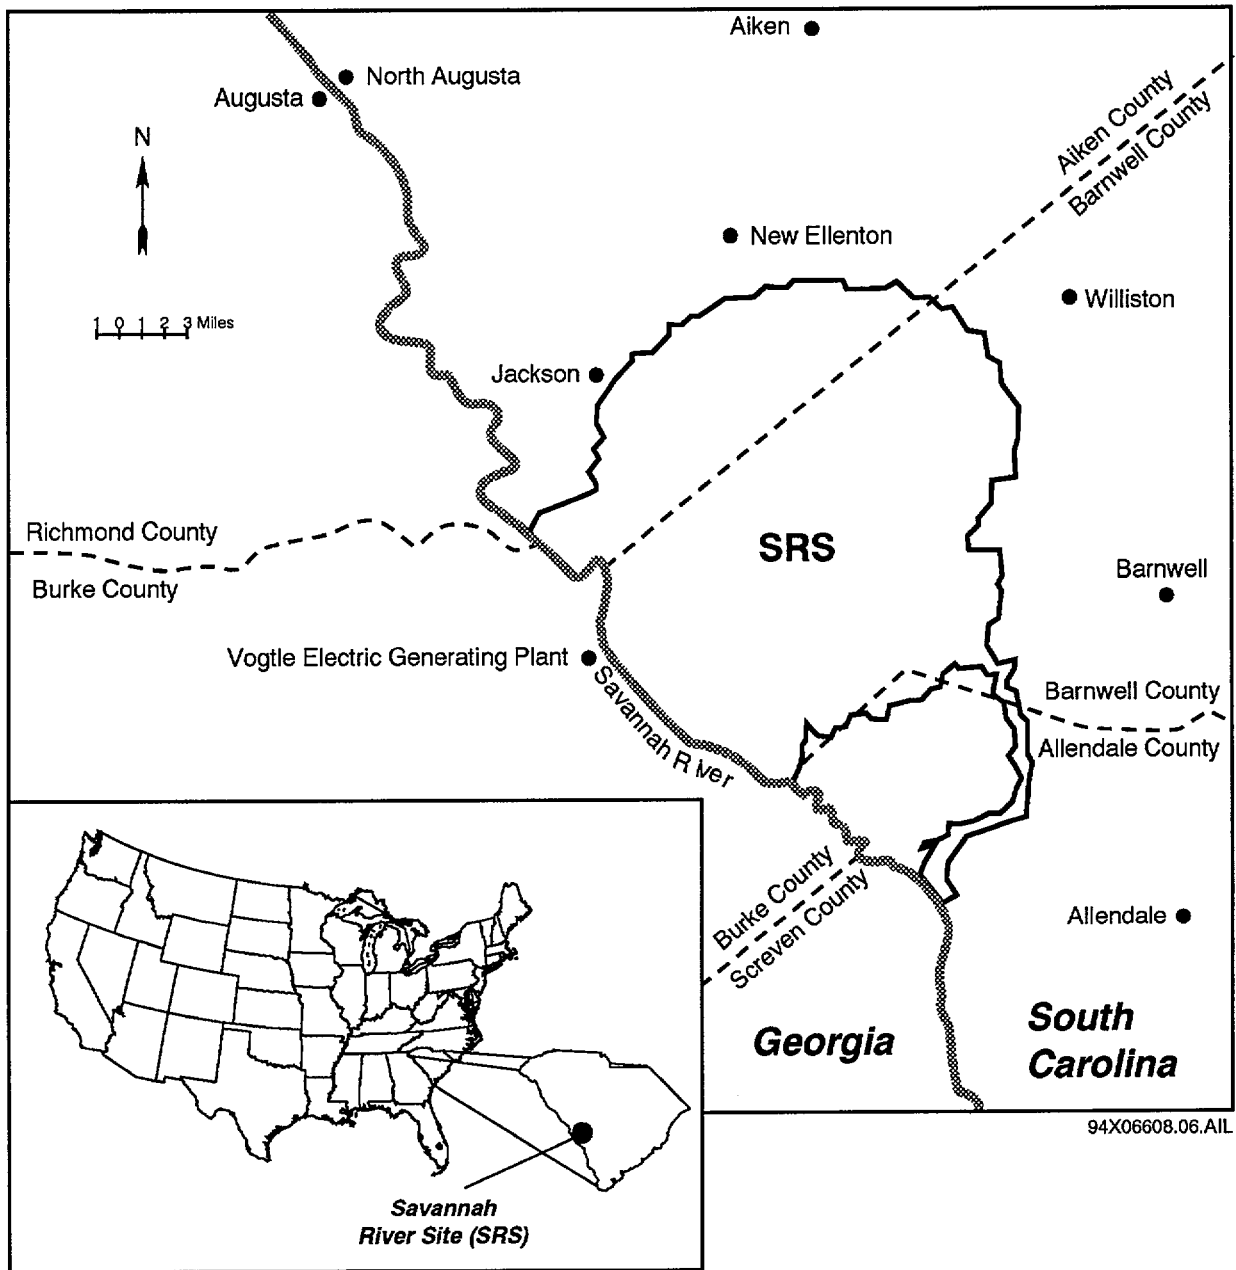 Aiken
North Augusta
Augusta
Aiken County
Barnwell County
N
New Ellenton
Williston
1 0 1 2 3 Miles
Jackson
Richmond County
Burke County
SRS
Barnwell
Vogtle Electric Generating Plant
Savannah River
Barnwell County
Allendale County
Burke County
Screven County
Allendale
Georgia
South
Carolina
94X06608.06.AIL
Savannah
River Site (SRS)